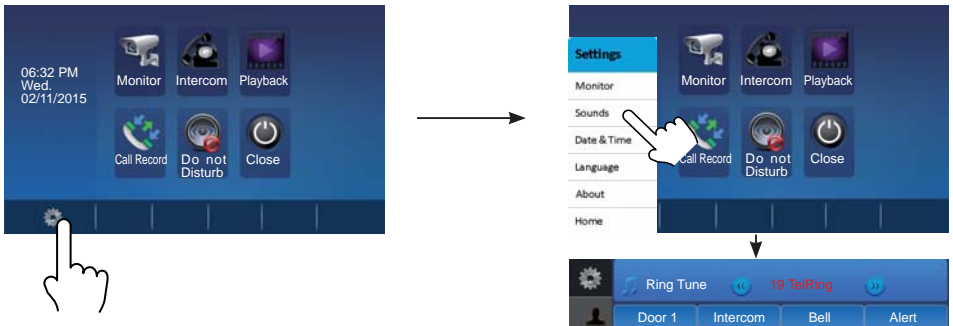 06:32 PM
Wed.
02/11/2015
Monitor
Intercom
Playback
Call Record
Do not
Disturb
Close
Settings
Monitor
Sounds
Date & Time
Language
About
Home
Monitor
Intercom
Playback
Call Record
Do not
Disturb
Close
Ring Tune
19 TelRing
Door 1
Intercom
Bell
Alert